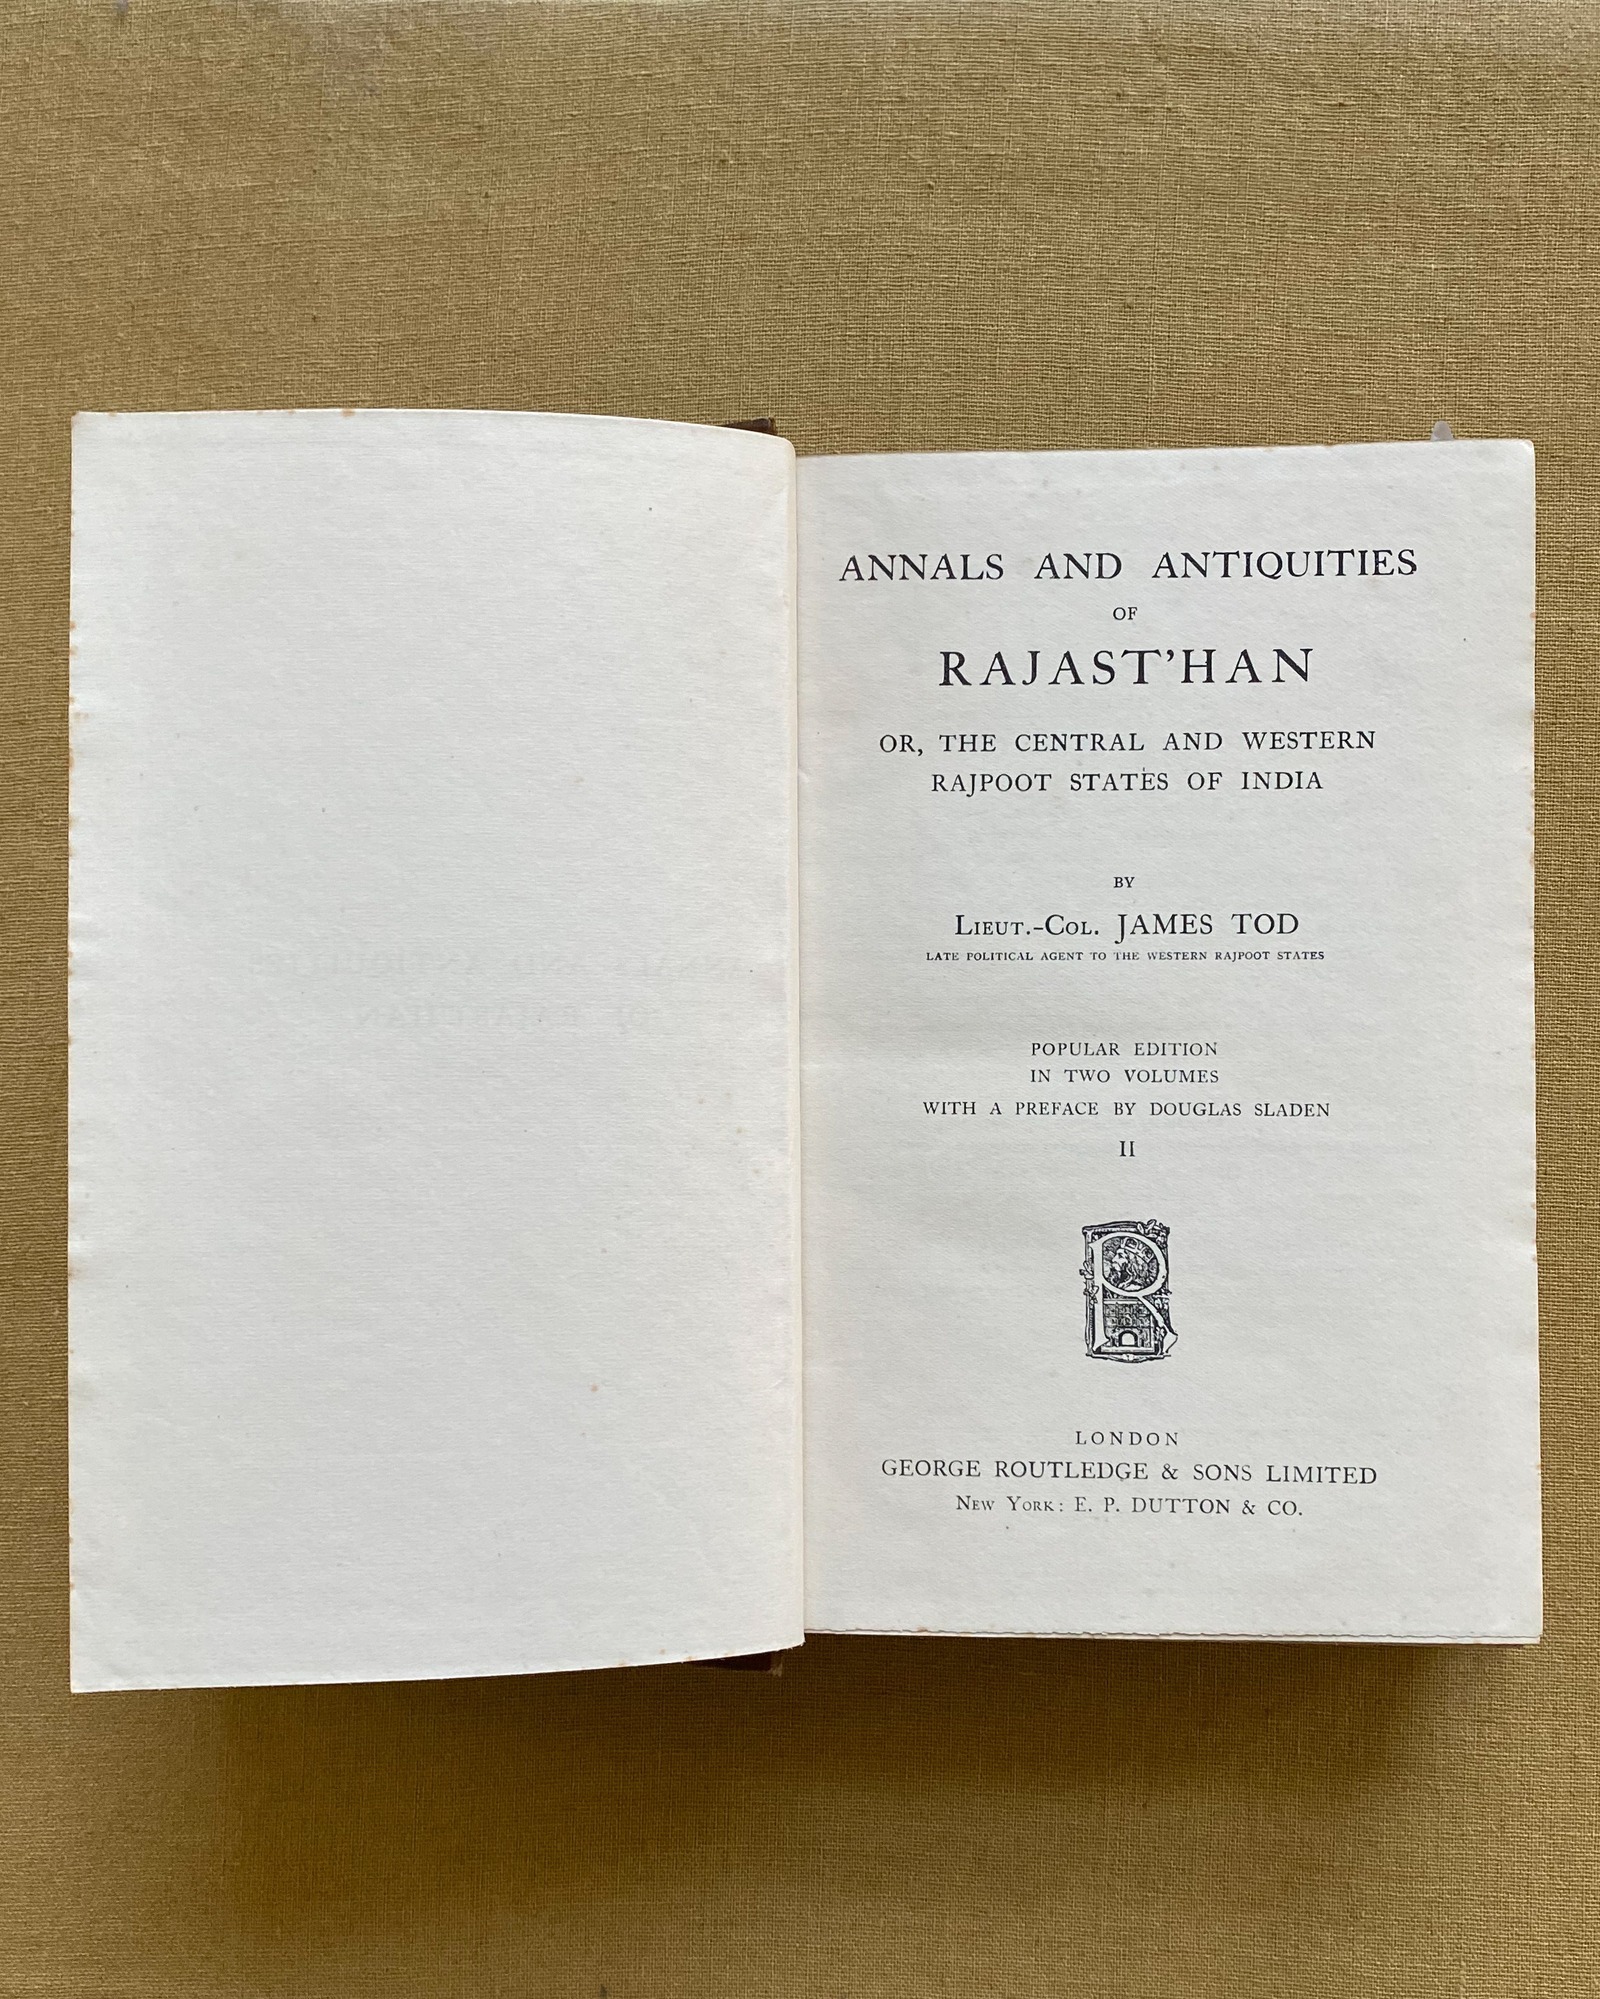 ANNALS AND ANTIQUITIES
OF
RAJAST'HAN
OR, THE CENTRAL AND WESTERN
RAJPOOT STATES OF INDIA
BY
LIEUT.-COL. JAMES TOD
LATE POLITICAL AGENT TO THE WESTERN RAJPOOT STATES
POPULAR EDITION
IN TWO VOLUMES
WITH A PREFACE BY DOUGLAS SLADEN
II
R
LONDON
GEORGE ROUTLEDGE & SONS LIMITED
NEW YORK: E. P. DUTTON & CO.